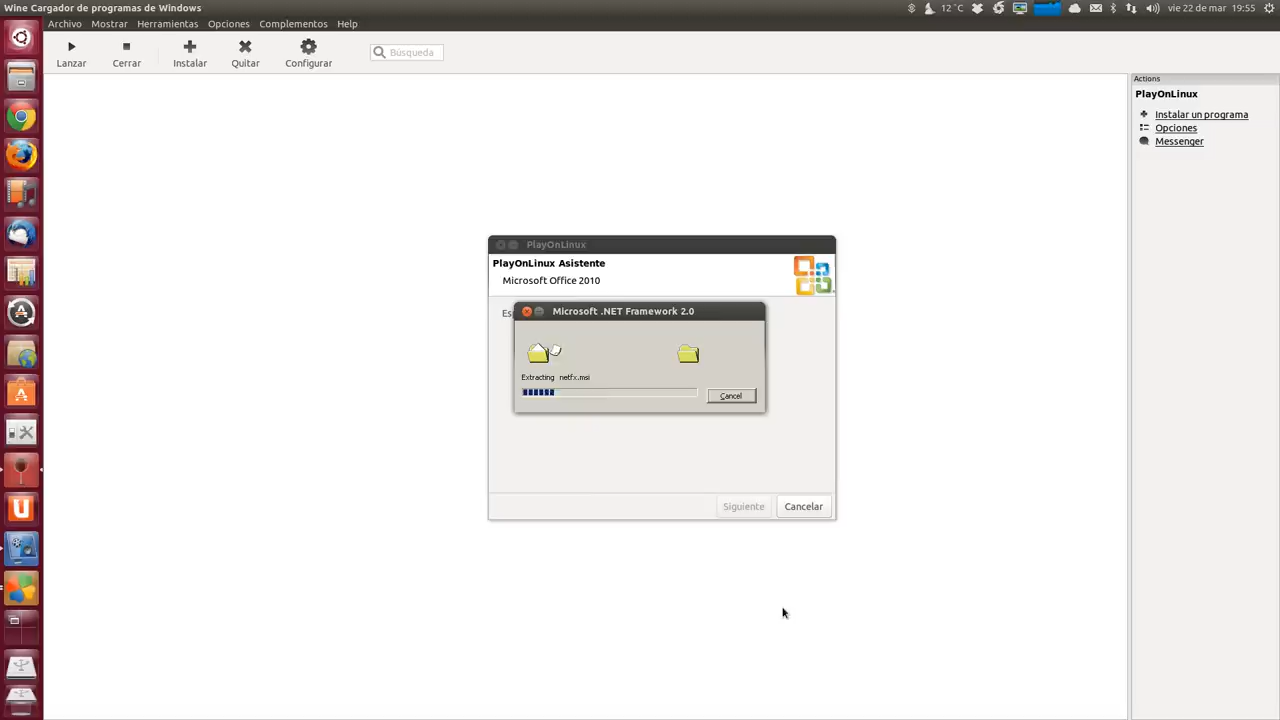 Wine Cargador de programas de Windows
12 °C
vie 22 de mar 19:55
Archivo Mostrar Herramientas Opciones Complementos Help
Lanzar Cerrar Instalar Quitar Configurar
Búsqueda
Actions
PlayOnLinux
Instalar un programa
Opciones
Messenger
PlayOnLinux
PlayOnLinux Asistente
Microsoft Office 2010
Microsoft .NET Framework 2.0
Extracting netfx.msi
Cancel
Siguiente Cancelar